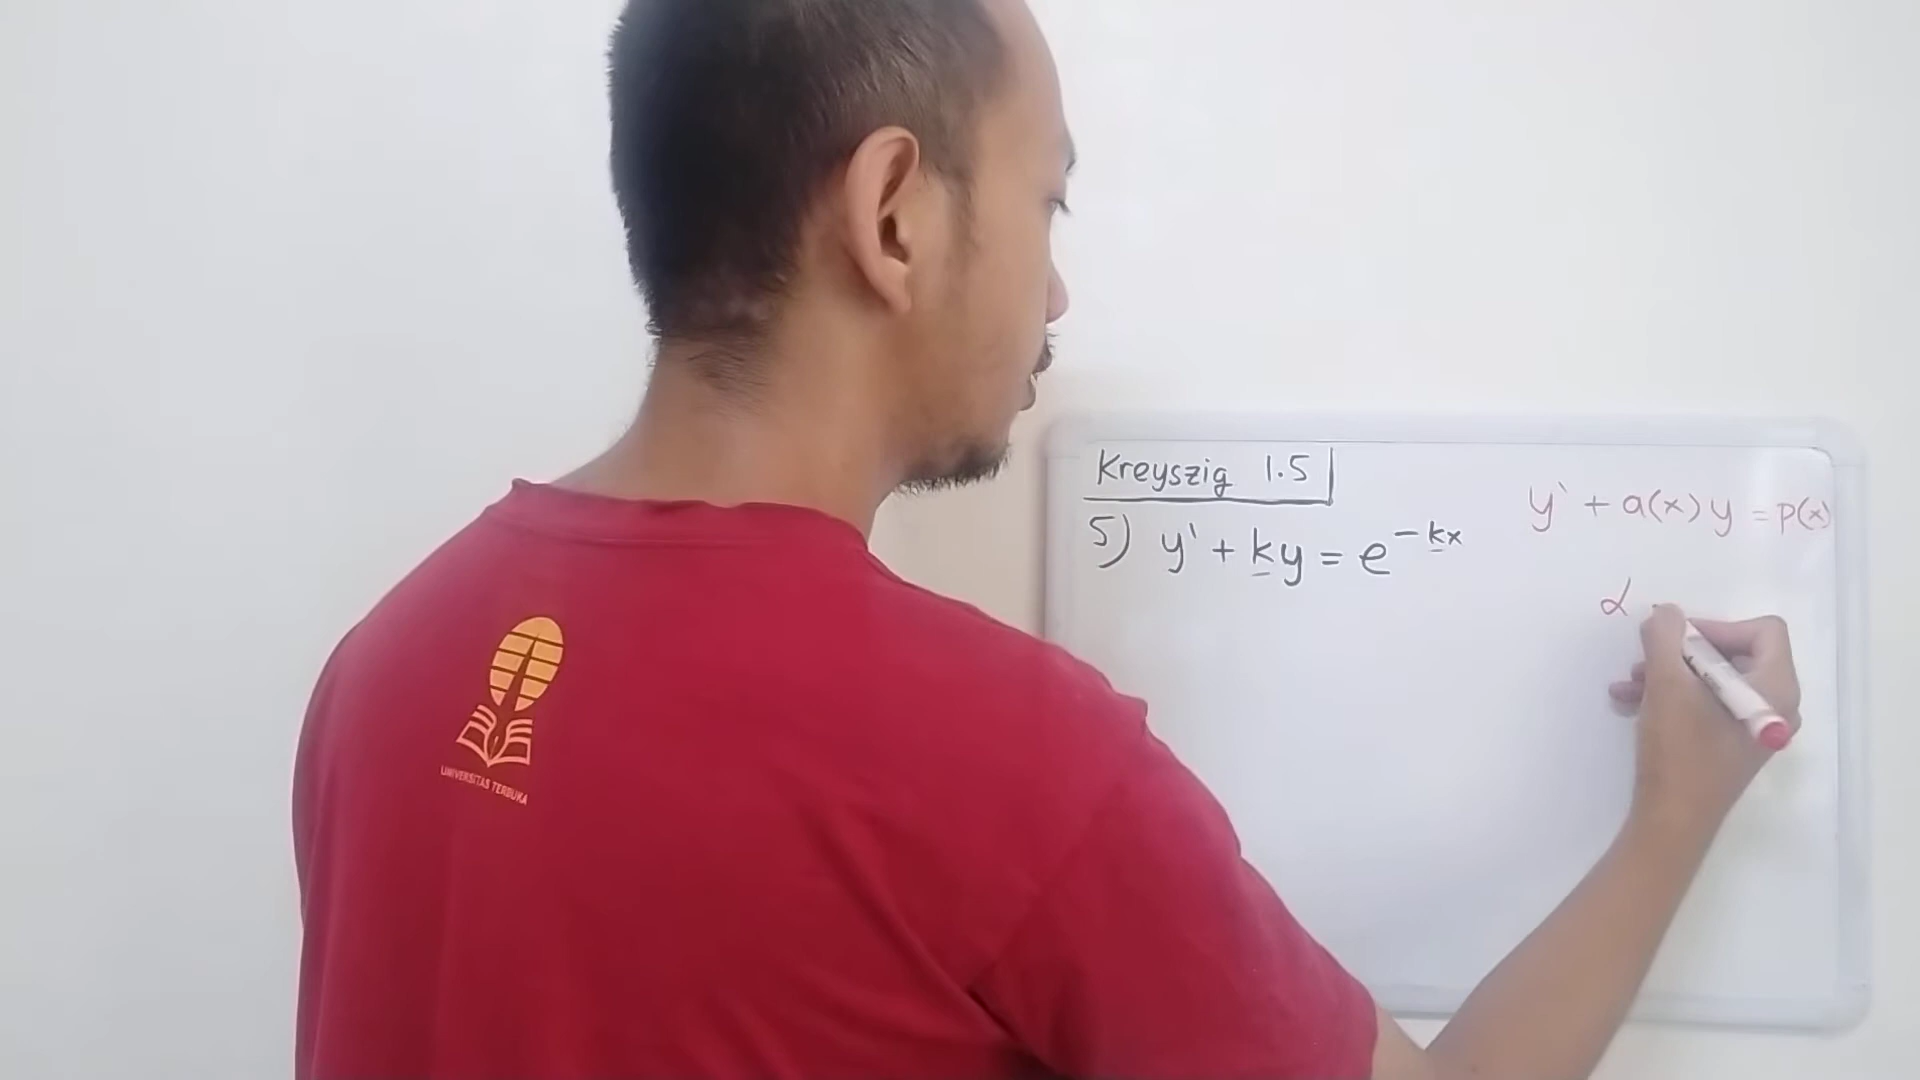 Kreyszig 1.5
5) y' + ky = e^{-kx}
y' + a(x) y = p(x)
α
UNIVERSITAS TERBUKA